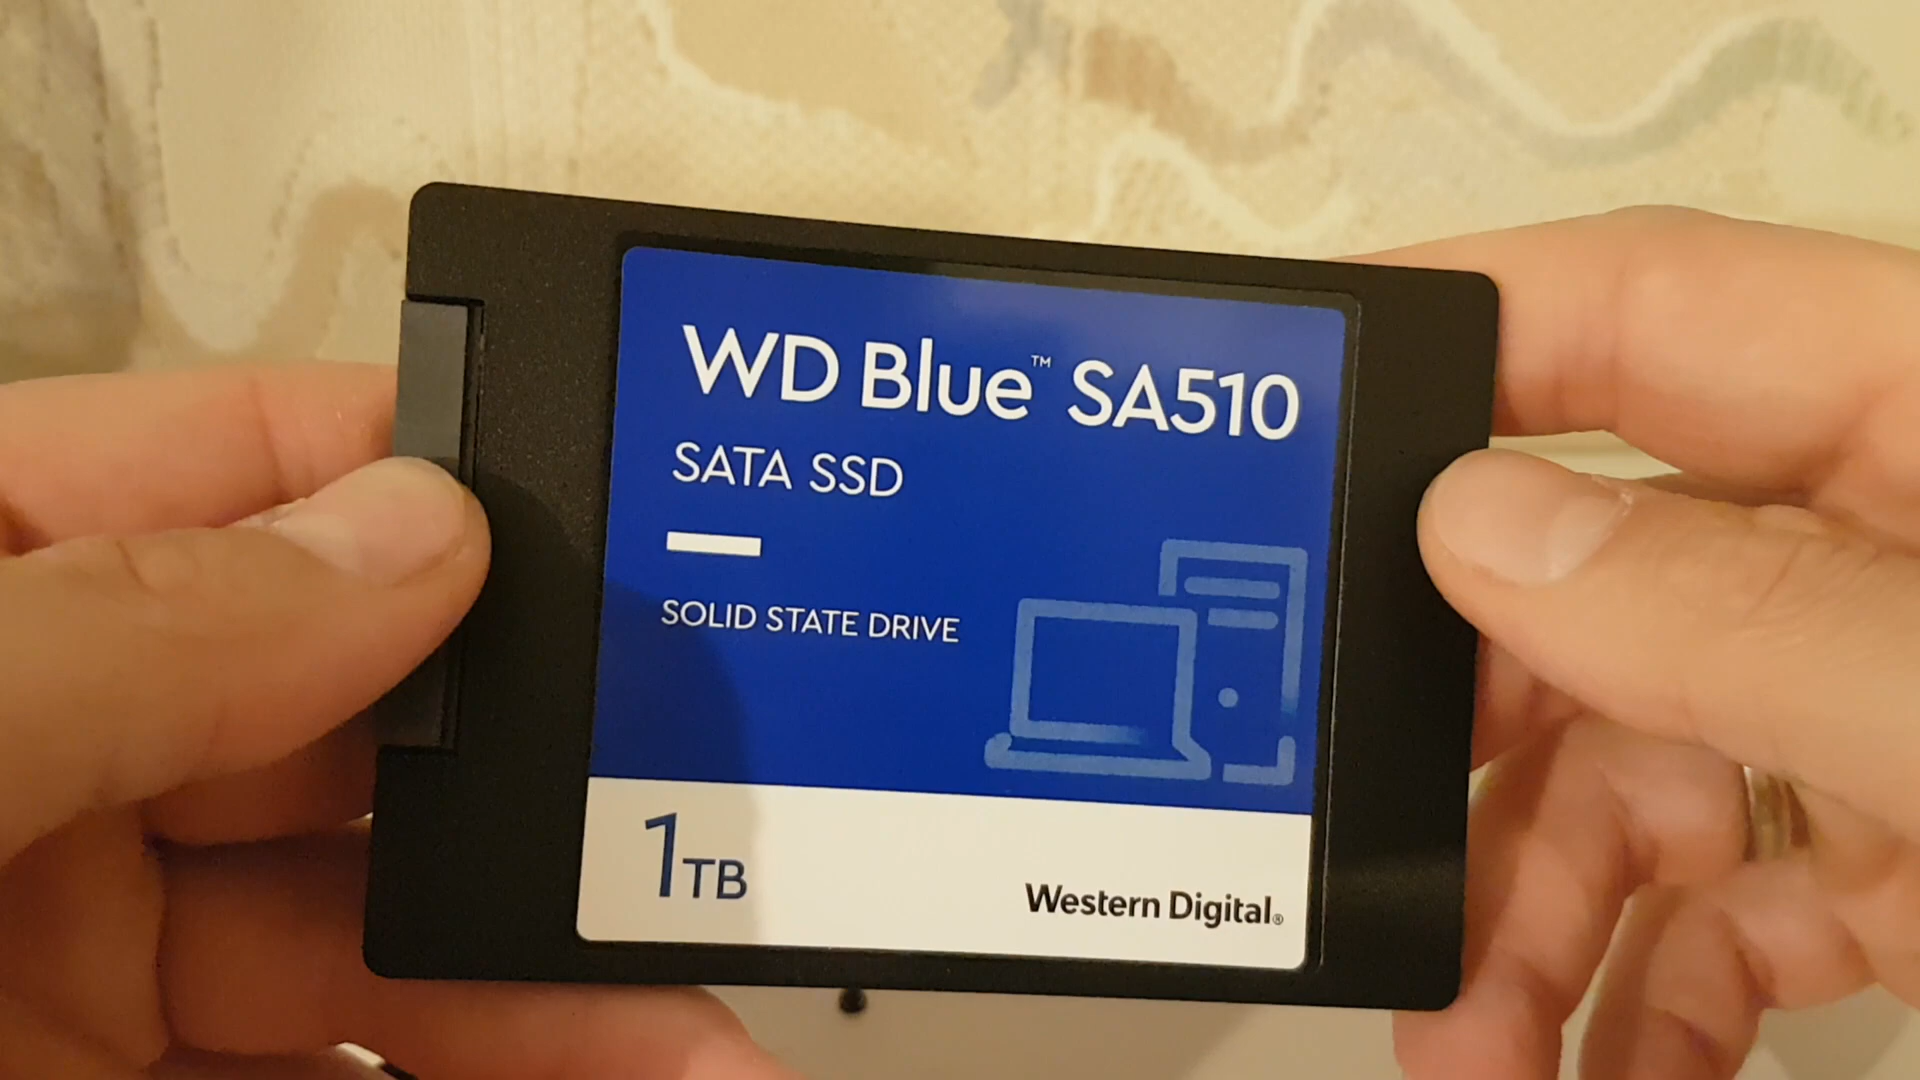 WD Blue™ SA510
SATA SSD
SOLID STATE DRIVE
1TB
Western Digital®